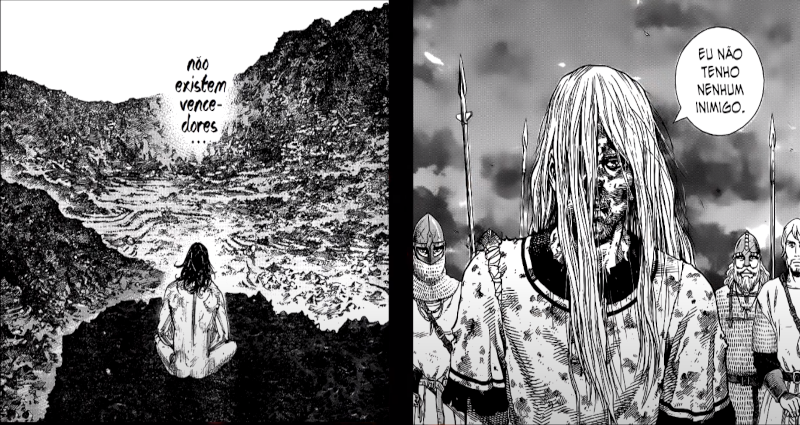 não
existem
vence-
dores
...
EU NÃO
TENHO
NENHUM
INIMIGO.